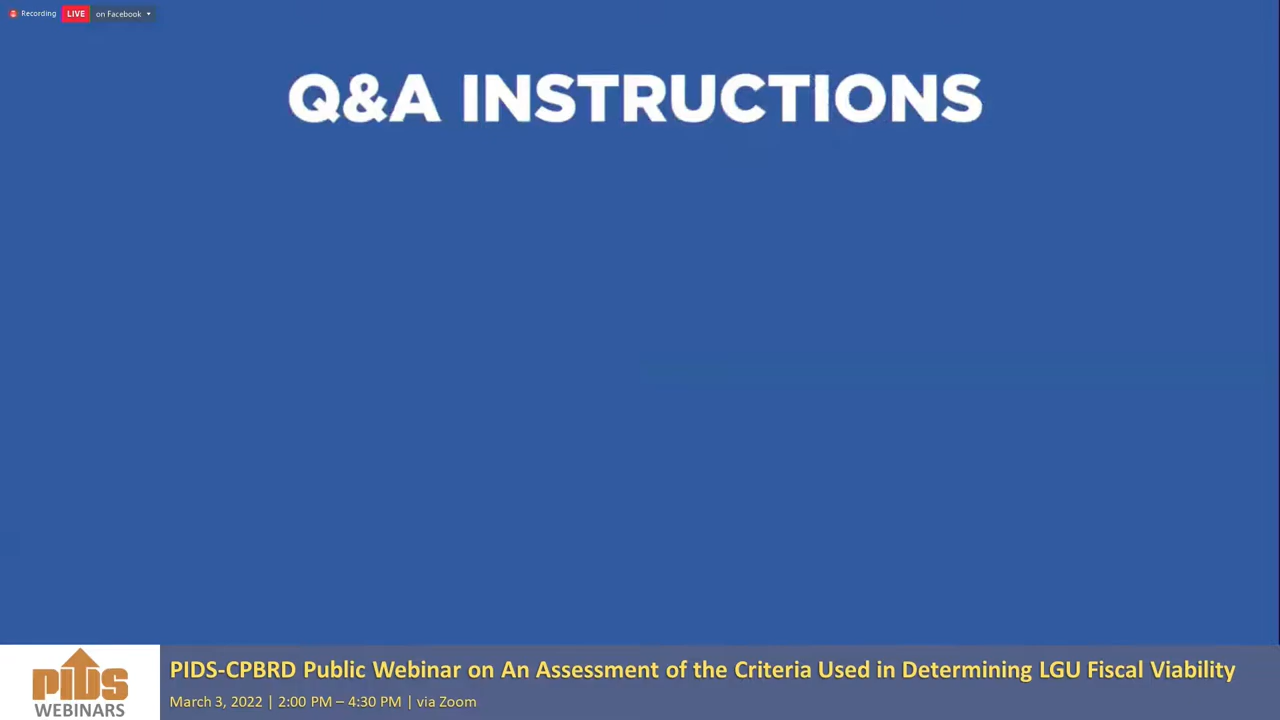 Recording LIVE on Facebook
Q&A INSTRUCTIONS
PIDS-CPBRD Public Webinar on An Assessment of the Criteria Used in Determining LGU Fiscal Viability
March 3, 2022 | 2:00 PM – 4:30 PM | via Zoom
PIDS
WEBINARS